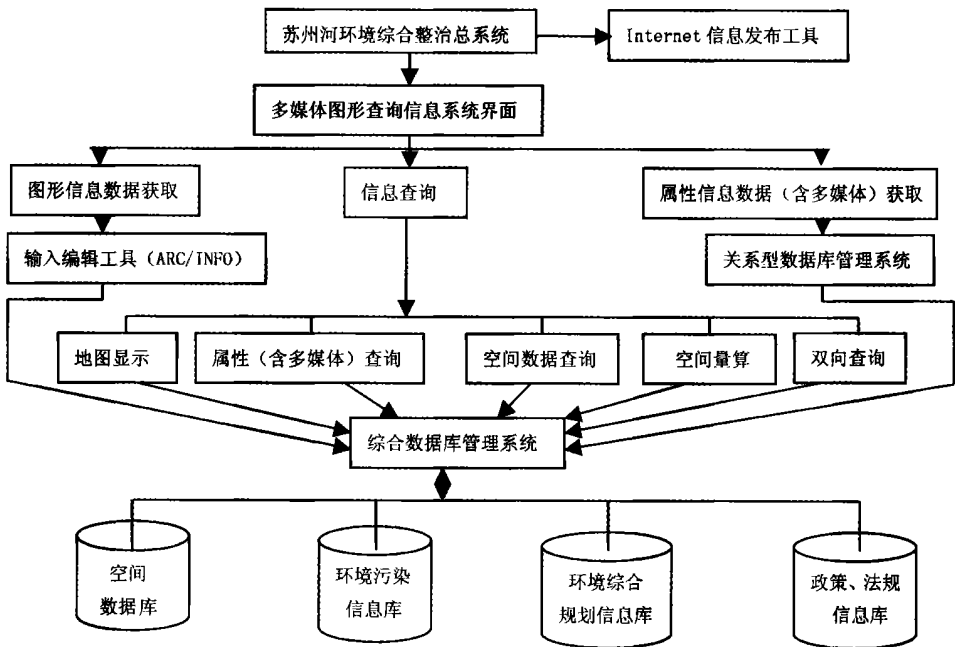 苏州河环境综合整治总系统
Internet 信息发布工具
多媒体图形查询信息系统界面
图形信息数据获取
信息查询
属性信息数据（含多媒体）获取
输入编辑工具（ARC/INFO）
关系型数据库管理系统
地图显示
属性（含多媒体）查询
空间数据查询
空间量算
双向查询
综合数据库管理系统
空间
数据库
环境污染
信息库
环境综合
规划信息库
政策、法规
信息库